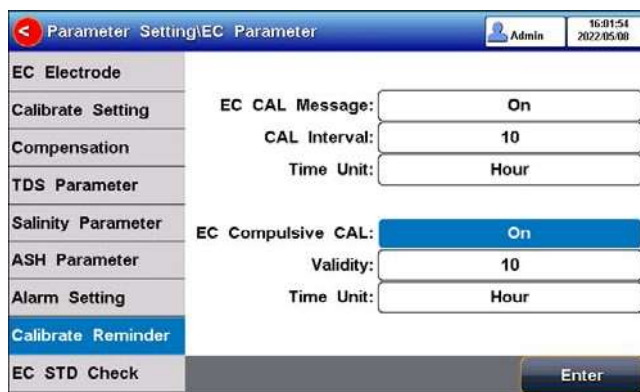 < Parameter Setting\EC Parameter
Admin
16:01:54
2022/05/08
EC Electrode
Calibrate Setting
Compensation
TDS Parameter
Salinity Parameter
ASH Parameter
Alarm Setting
Calibrate Reminder
EC STD Check
EC CAL Message: On
CAL Interval: 10
Time Unit: Hour
EC Compulsive CAL: On
Validity: 10
Time Unit: Hour
Enter